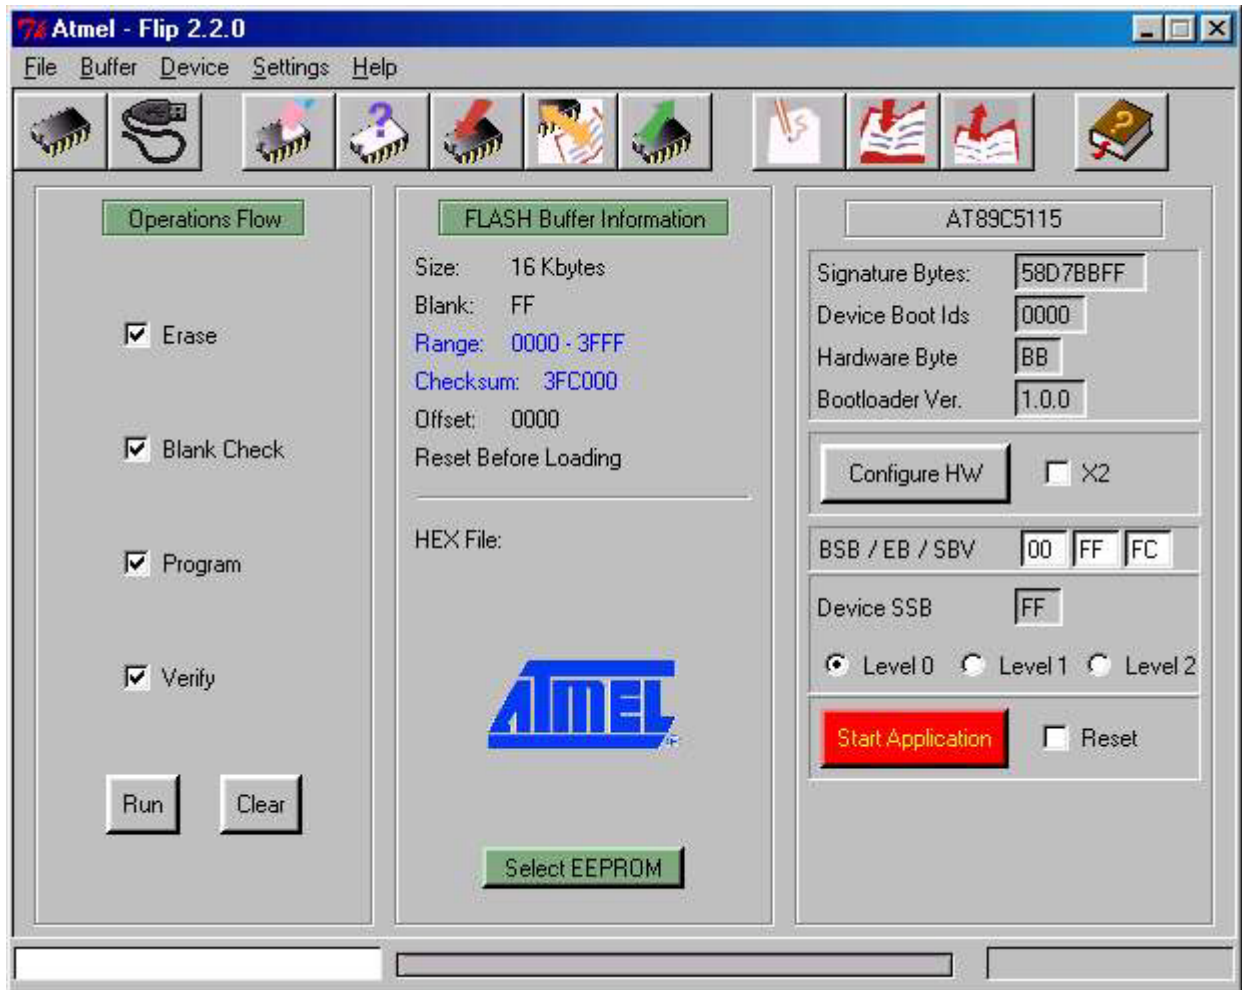 Atmel - Flip 2.2.0
File Buffer Device Settings Help
Operations Flow
Erase
Blank Check
Program
Verify
Run Clear
FLASH Buffer Information
Size: 16 Kbytes
Blank: FF
Range: 0000 - 3FFF
Checksum: 3FC000
Offset: 0000
Reset Before Loading
HEX File:
ATMEL
Select EEPROM
AT89C5115
Signature Bytes: 58D7BBFF
Device Boot Ids 0000
Hardware Byte BB
Bootloader Ver. 1.0.0
Configure HW X2
BSB / EB / SBV 00 FF FC
Device SSB FF
Level 0 Level 1 Level 2
Start Application Reset